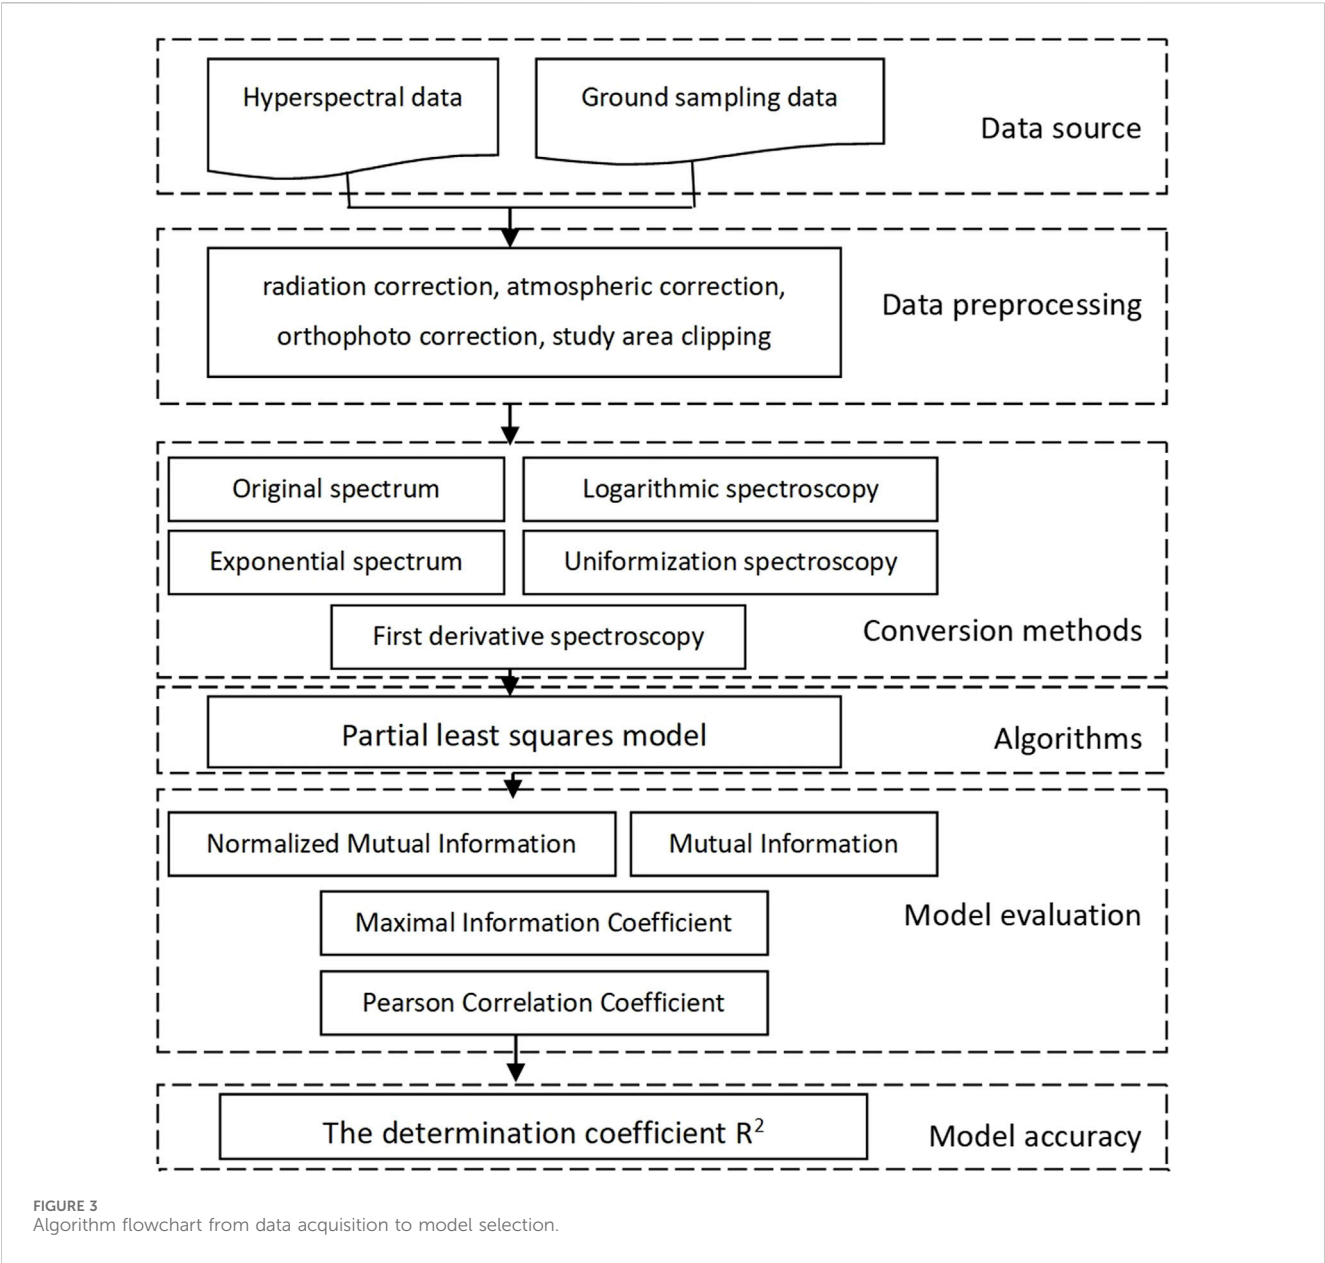 Hyperspectral data
Ground sampling data
Data source
radiation correction, atmospheric correction,
orthophoto correction, study area clipping
Data preprocessing
Original spectrum
Logarithmic spectroscopy
Exponential spectrum
Uniformization spectroscopy
First derivative spectroscopy
Conversion methods
Partial least squares model
Algorithms
Normalized Mutual Information
Mutual Information
Maximal Information Coefficient
Model evaluation
Pearson Correlation Coefficient
The determination coefficient R²
Model accuracy
FIGURE 3
Algorithm flowchart from data acquisition to model selection.